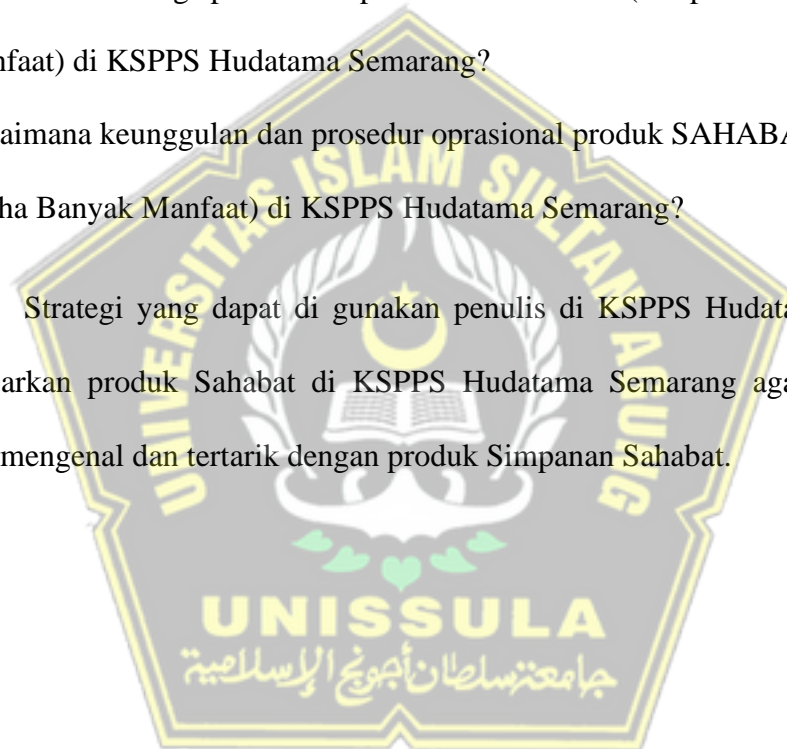 nfaat) di KSPPS Hudatama Semarang?
aimana keunggulan dan prosedur oprasional produk SAHABA
ha Banyak Manfaat) di KSPPS Hudatama Semarang?
Strategi yang dapat di gunakan penulis di KSPPS Hudata
arkan produk Sahabat di KSPPS Hudatama Semarang aga
mengenal dan tertarik dengan produk Simpanan Sahabat.
UNIVERSITAS ISLAM SULTAN AGUNG
UNISSULA
جامعة سلطان أجونج الإسلامية